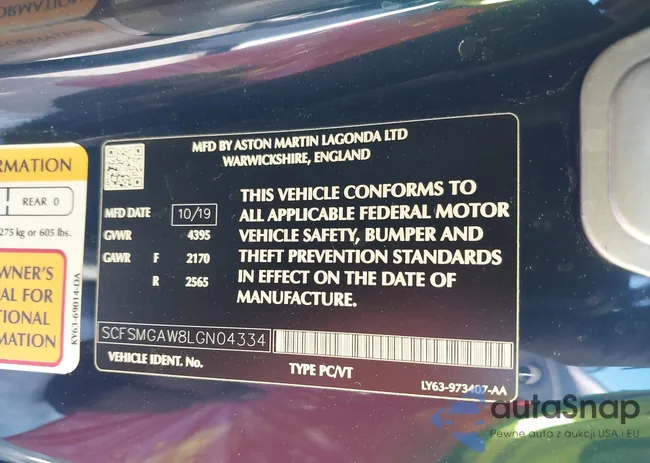 ORMATION
REAR 0
275 kg or 605 lbs.
WNER'S
AL FOR
TIONAL
RMATION
KY63-69014-DA
MFD BY ASTON MARTIN LAGONDA LTD
WARWICKSHIRE, ENGLAND
MFD DATE 10/19
GVWR 4395
GAWR F 2170
R 2565
THIS VEHICLE CONFORMS TO
ALL APPLICABLE FEDERAL MOTOR
VEHICLE SAFETY, BUMPER AND
THEFT PREVENTION STANDARDS
IN EFFECT ON THE DATE OF
MANUFACTURE.
SCFSMGAW8LGN04334
VEHICLE IDENT. No.
TYPE PC/VT
LY63-973407-AA
autaSnap
Pewne auta z aukcji USA i EU